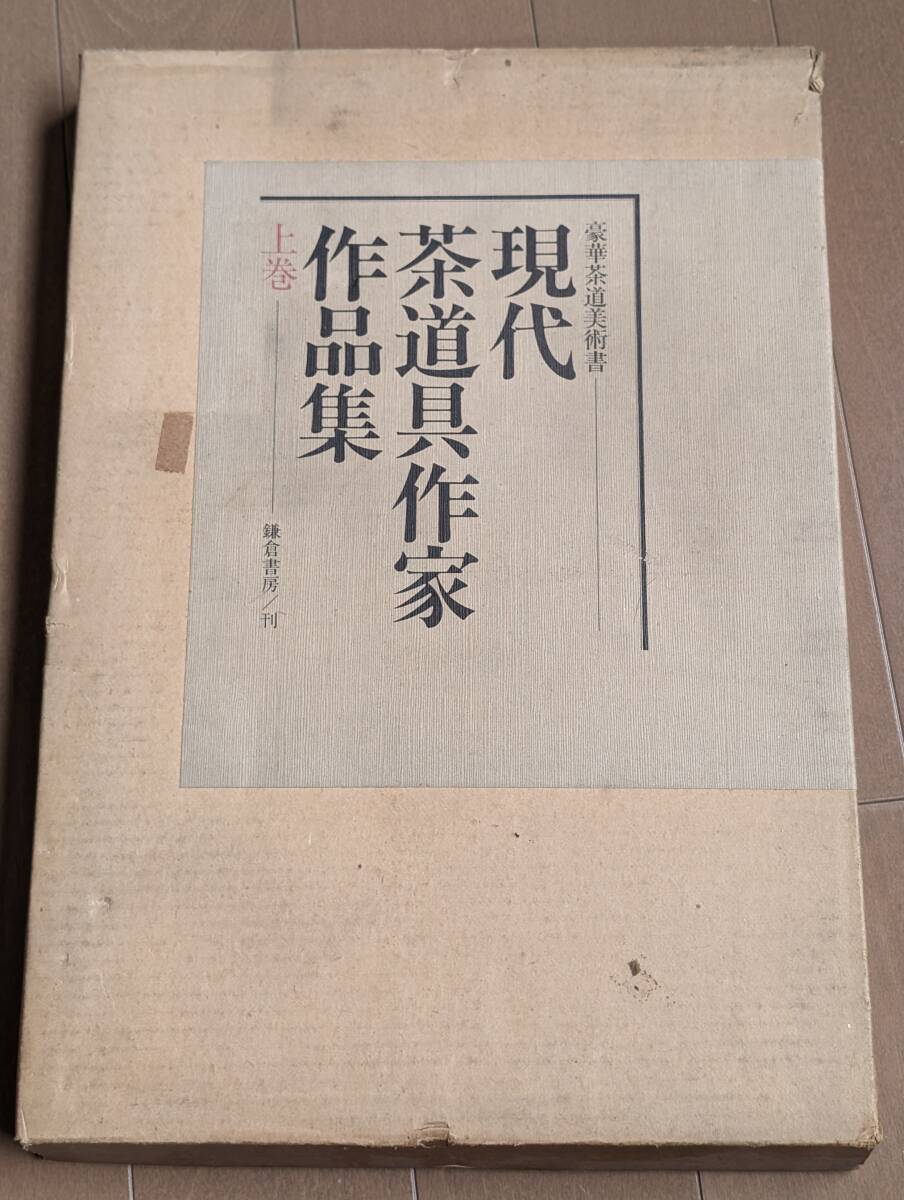 豪華茶道美術書
現代
茶道具作家
作品集
上巻
鎌倉書房/刊